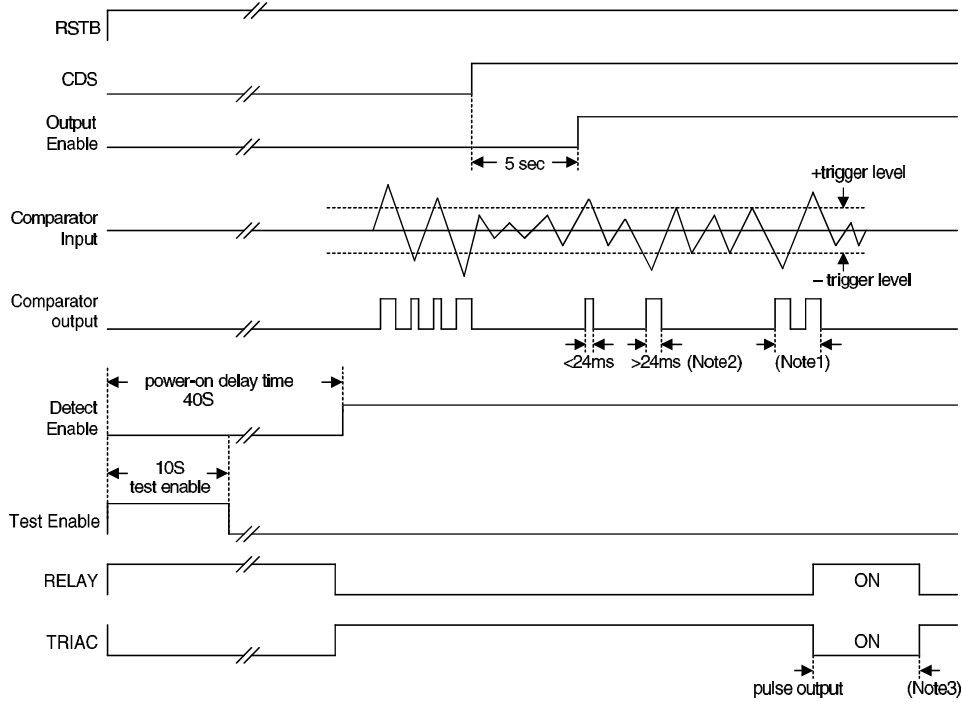 RSTB
CDS
Output
Enable
5 sec
+trigger level
Comparator
Input
– trigger level
Comparator
output
<24ms
>24ms
(Note2)
(Note1)
power-on delay time
40S
Detect
Enable
10S
test enable
Test Enable
RELAY
ON
TRIAC
ON
pulse output
(Note3)